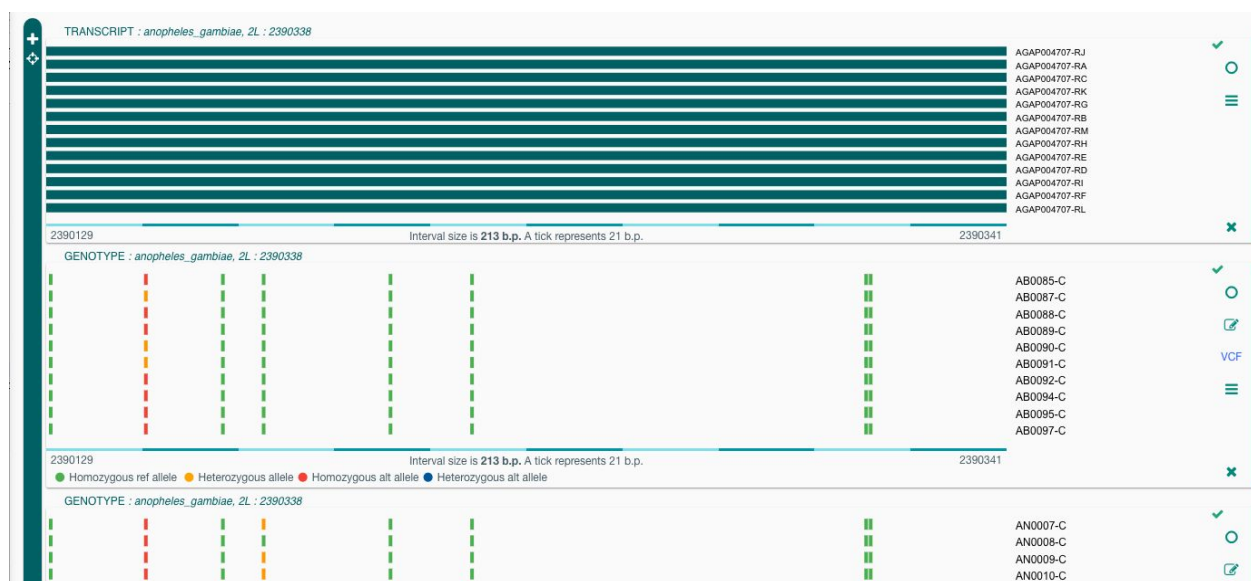 TRANSCRIPT : anopheles_gambiae, 2L : 2390338
AGAP004707-RJ
AGAP004707-RA
AGAP004707-RC
AGAP004707-RK
AGAP004707-RG
AGAP004707-RB
AGAP004707-RM
AGAP004707-RH
AGAP004707-RE
AGAP004707-RD
AGAP004707-RI
AGAP004707-RF
AGAP004707-RL
2390129 Interval size is 213 b.p. A tick represents 21 b.p. 2390341
GENOTYPE : anopheles_gambiae, 2L : 2390338
AB0085-C
AB0087-C
AB0088-C
AB0089-C
AB0090-C
VCF
AB0091-C
AB0092-C
AB0094-C
AB0095-C
AB0097-C
2390129 Interval size is 213 b.p. A tick represents 21 b.p. 2390341
Homozygous ref allele Heterozygous allele Homozygous alt allele Heterozygous alt allele
GENOTYPE : anopheles_gambiae, 2L : 2390338
AN0007-C
AN0008-C
AN0009-C
AN0010-C